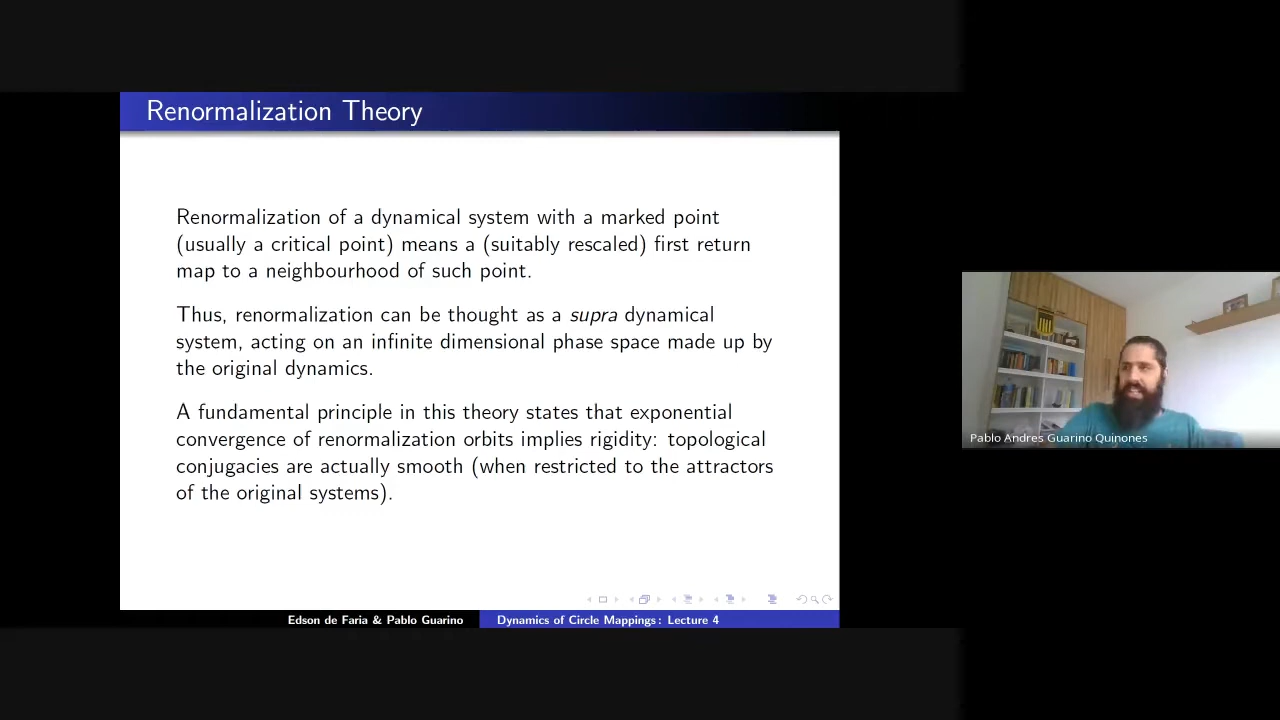 Renormalization Theory
Renormalization of a dynamical system with a marked point
(usually a critical point) means a (suitably rescaled) first return
map to a neighbourhood of such point.
Thus, renormalization can be thought as a supra dynamical
system, acting on an infinite dimensional phase space made up by
the original dynamics.
A fundamental principle in this theory states that exponential
convergence of renormalization orbits implies rigidity: topological
conjugacies are actually smooth (when restricted to the attractors
of the original systems).
Edson de Faria & Pablo Guarino
Dynamics of Circle Mappings: Lecture 4
Pablo Andres Guarino Quinones